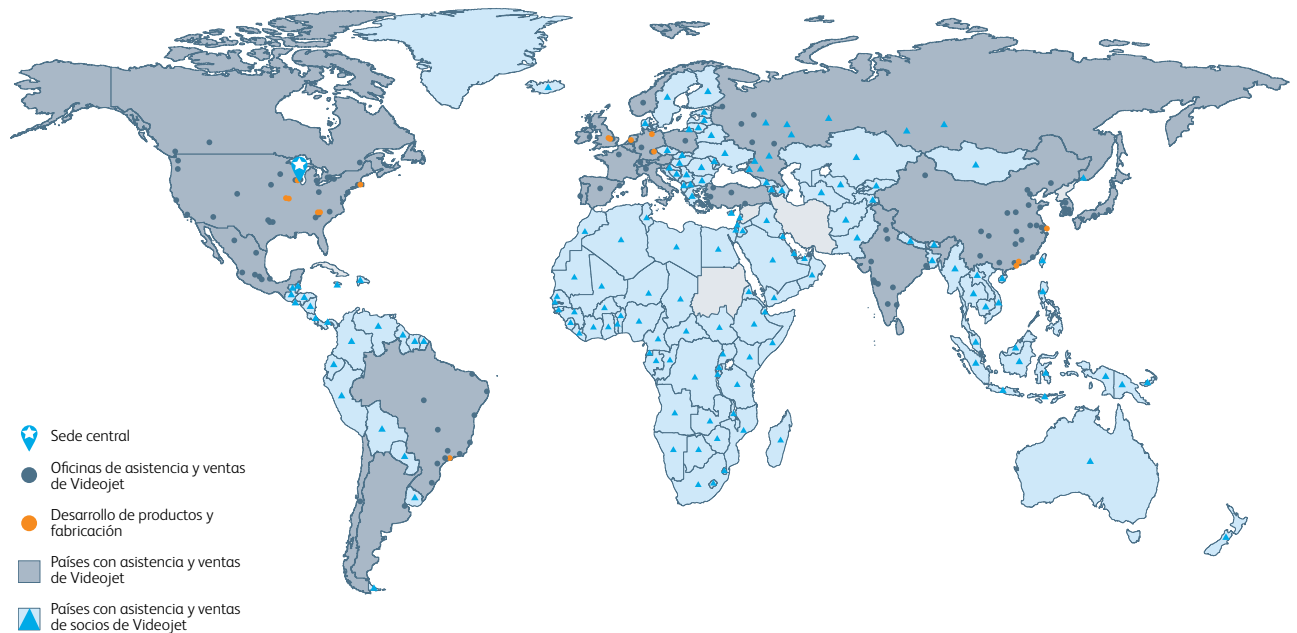 Sede central
Oficinas de asistencia y ventas
de Videojet
Desarrollo de productos y
fabricación
Países con asistencia y ventas
de Videojet
Países con asistencia y ventas
de socios de Videojet